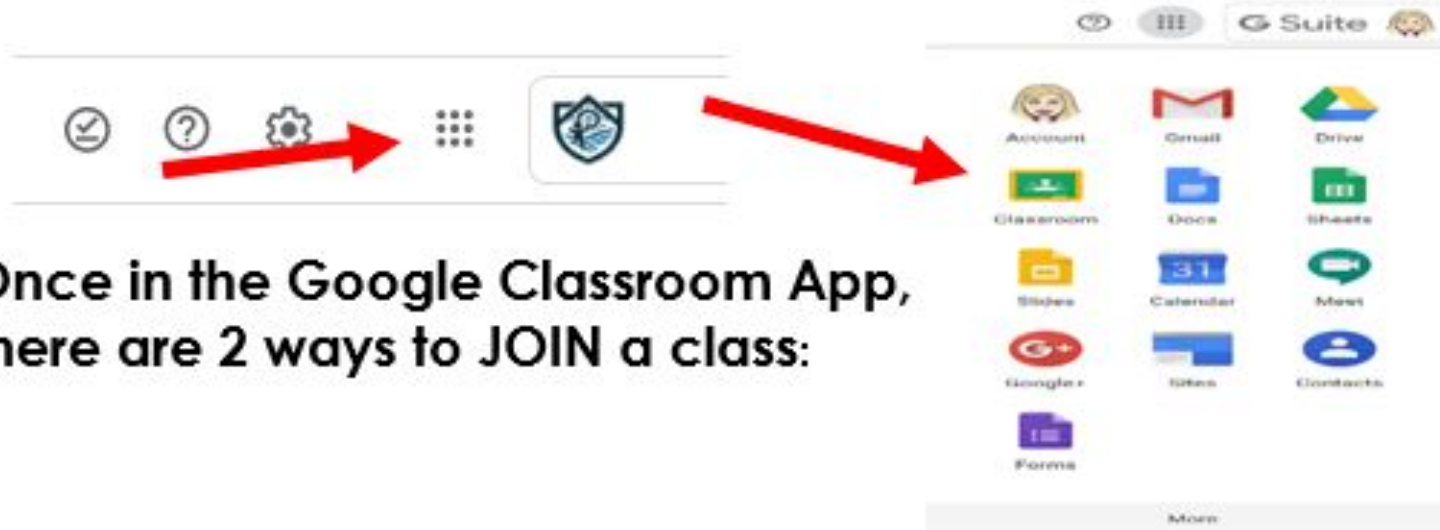 G Suite
Account Gmail Drive
Classroom Docs Sheets
31
Slides Calendar Meet
G+
Google+ Sites Contacts
Forms
More
Once in the Google Classroom App,
here are 2 ways to JOIN a class: